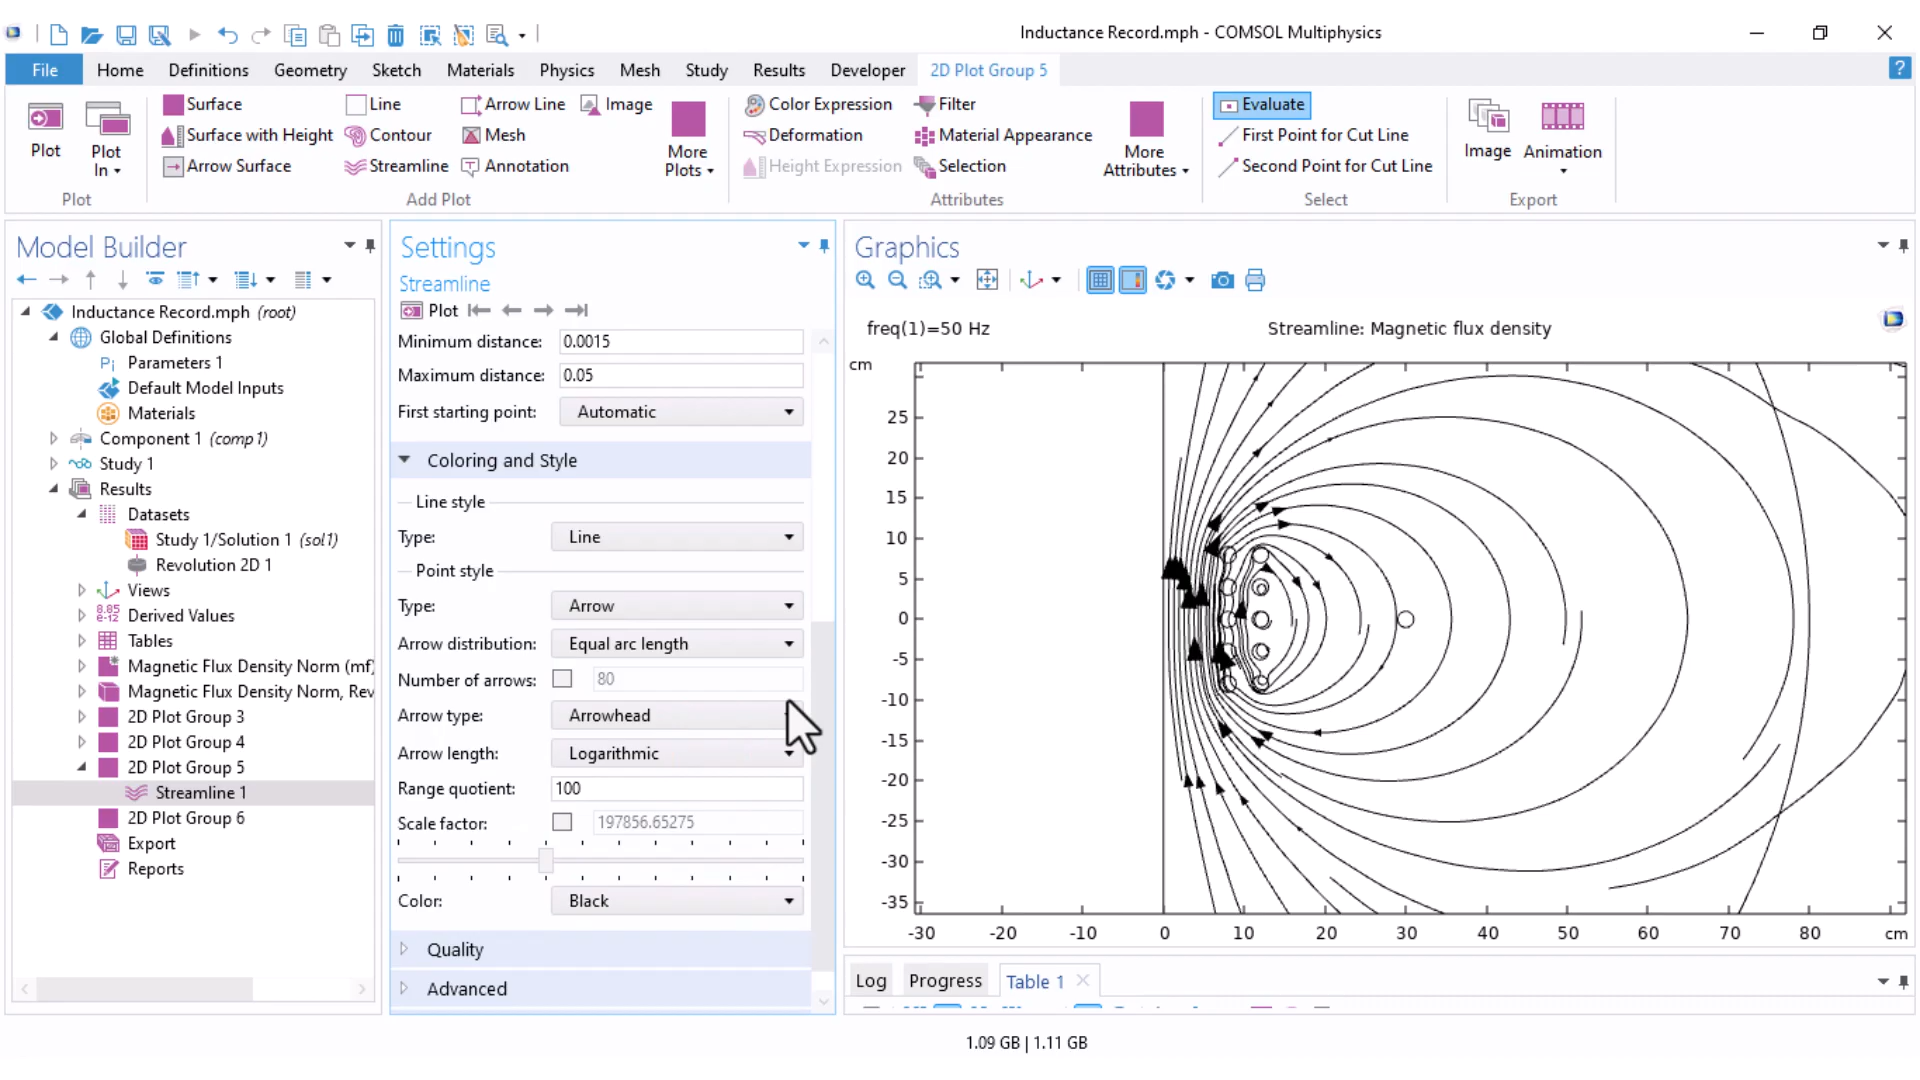 Inductance Record.mph - COMSOL Multiphysics
File Home Definitions Geometry Sketch Materials Physics Mesh Study Results Developer 2D Plot Group 5 ?
Surface Line Arrow Line Image Color Expression Filter Evaluate
Surface with Height Contour Mesh Deformation Material Appearance First Point for Cut Line
Arrow Surface Streamline Annotation Height Expression Selection Second Point for Cut Line
Plot
Plot In
More Plots
More Attributes
Image
Animation
Plot Add Plot Attributes Select Export
Model Builder
Inductance Record.mph (root)
Global Definitions
Pi Parameters 1
Default Model Inputs
Materials
Component 1 (comp1)
Study 1
Results
Datasets
Study 1/Solution 1 (sol1)
Revolution 2D 1
Views
8.85
e-12
Derived Values
Tables
Magnetic Flux Density Norm (mf)
Magnetic Flux Density Norm, Rev
2D Plot Group 3
2D Plot Group 4
2D Plot Group 5
Streamline 1
2D Plot Group 6
Export
Reports
Settings
Streamline
Plot
Minimum distance: 0.0015
Maximum distance: 0.05
First starting point: Automatic
Coloring and Style
Line style
Type: Line
Point style
Type: Arrow
Arrow distribution: Equal arc length
Number of arrows: 80
Arrow type: Arrowhead
Arrow length: Logarithmic
Range quotient: 100
Scale factor: 197856.65275
Color: Black
Quality
Advanced
Graphics
freq(1)=50 Hz Streamline: Magnetic flux density
cm
25
20
15
10
5
0
-5
-10
-15
-20
-25
-30
-35
-30 -20 -10 0 10 20 30 40 50 60 70 80 cm
Log Progress Table 1
1.09 GB | 1.11 GB